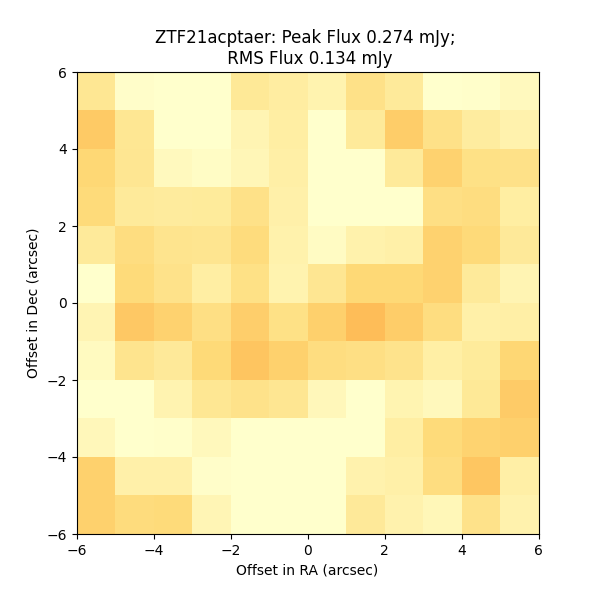 ZTF21acptaer: Peak Flux 0.274 mJy;
RMS Flux 0.134 mJy
6
4
2
0
−2
−4
−6
Offset in Dec (arcsec)
−6 −4 −2 0 2 4 6
Offset in RA (arcsec)